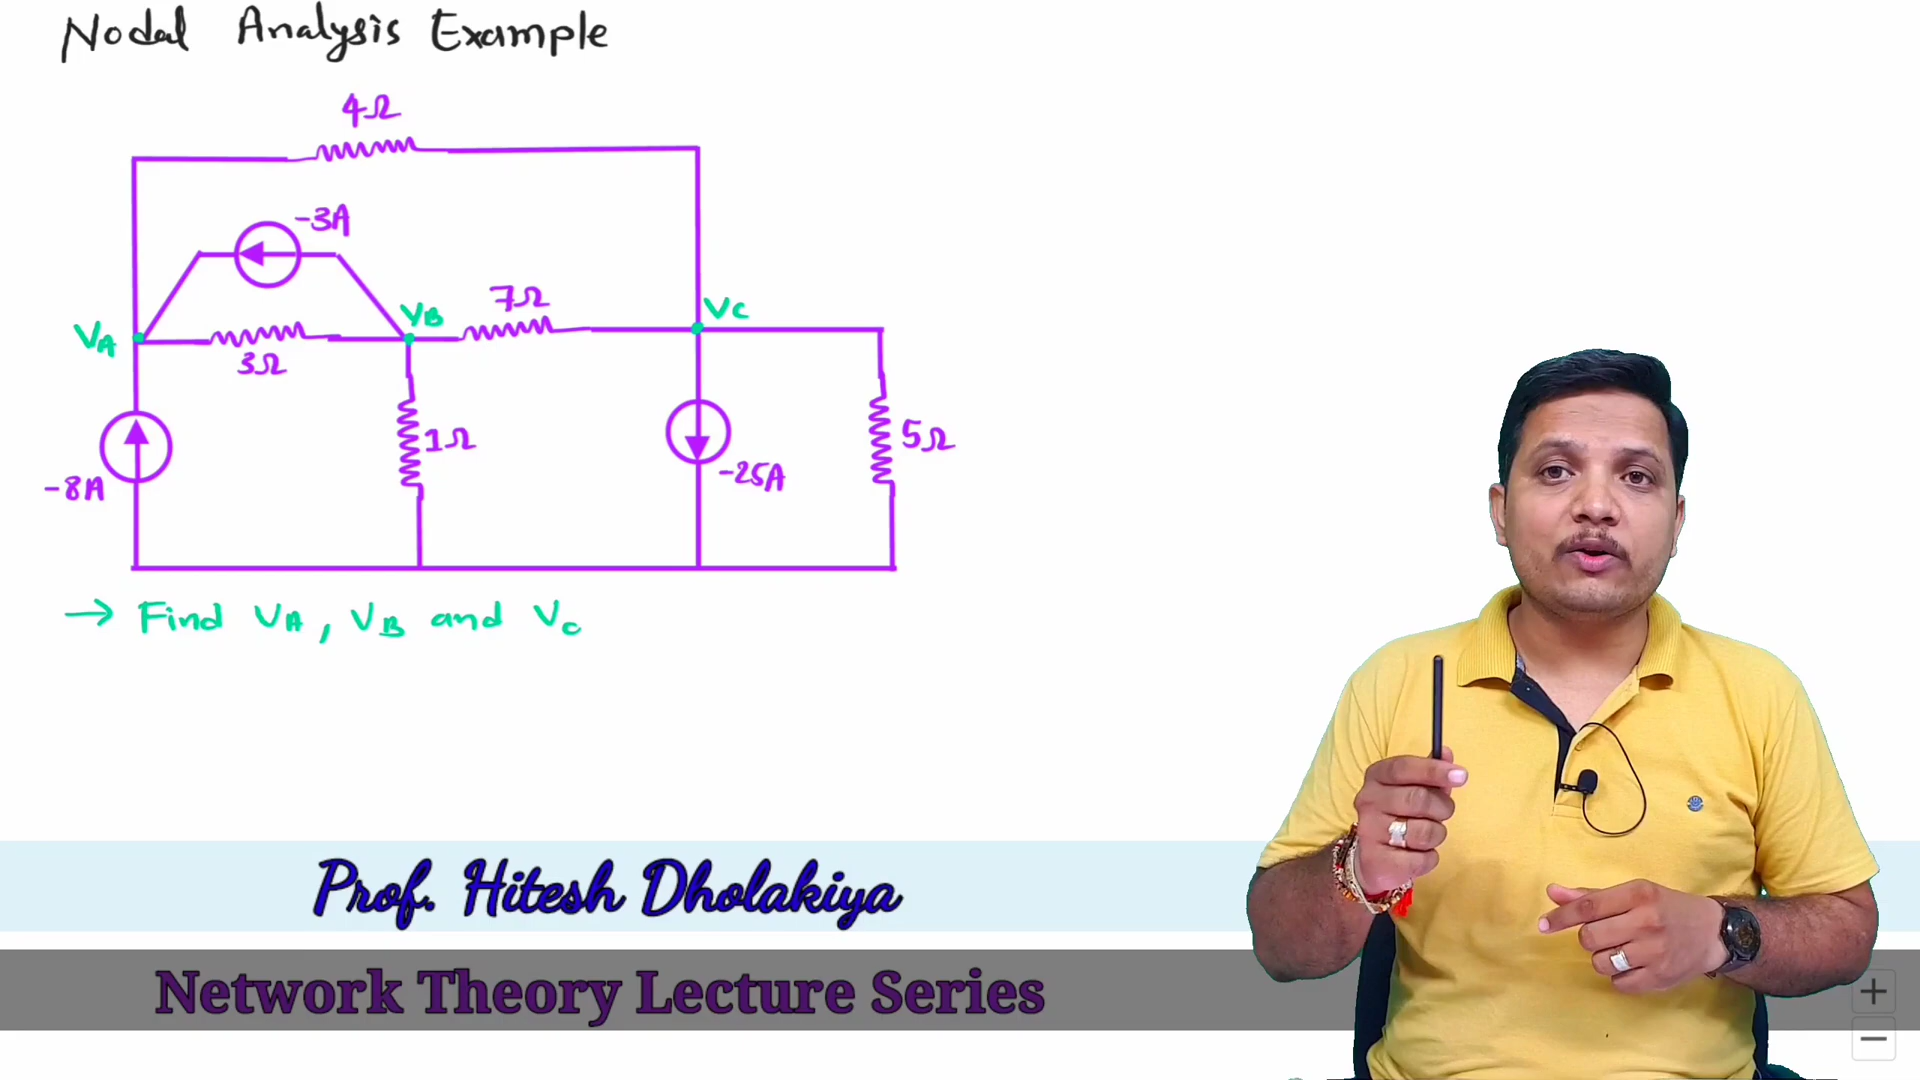 Nodal Analysis Example
4Ω
-3A
7Ω
VA
VB
VC
3Ω
-8A
1Ω
-25A
5Ω
→ Find VA, VB and Vc
Prof. Hitesh Dholakiya
Network Theory Lecture Series
+
−